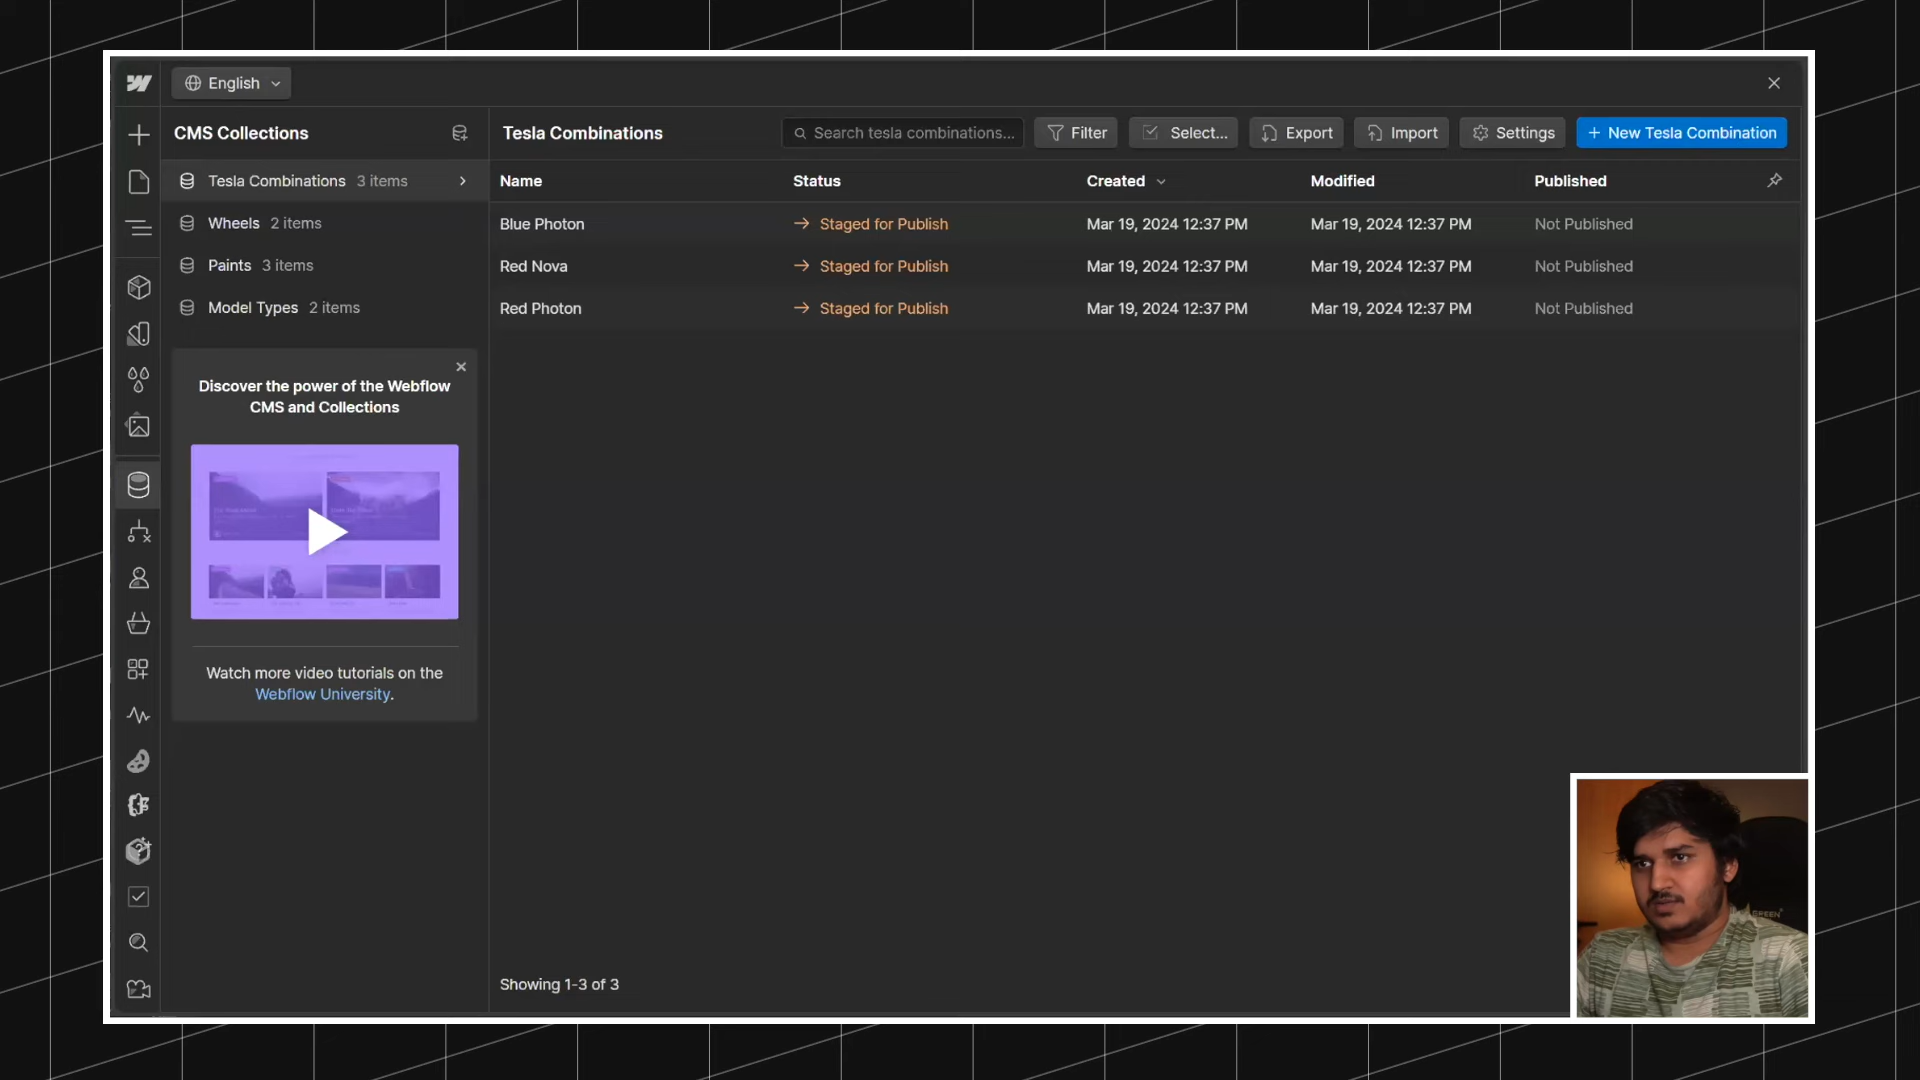 English
CMS Collections
Tesla Combinations
Search tesla combinations...
Filter
Select...
Export
Import
Settings
+ New Tesla Combination
Tesla Combinations 3 items
Wheels 2 items
Paints 3 items
Model Types 2 items
Name Status Created Modified Published
Blue Photon → Staged for Publish Mar 19, 2024 12:37 PM Mar 19, 2024 12:37 PM Not Published
Red Nova → Staged for Publish Mar 19, 2024 12:37 PM Mar 19, 2024 12:37 PM Not Published
Red Photon → Staged for Publish Mar 19, 2024 12:37 PM Mar 19, 2024 12:37 PM Not Published
Discover the power of the Webflow
CMS and Collections
Watch more video tutorials on the
Webflow University.
Showing 1-3 of 3
GREEN